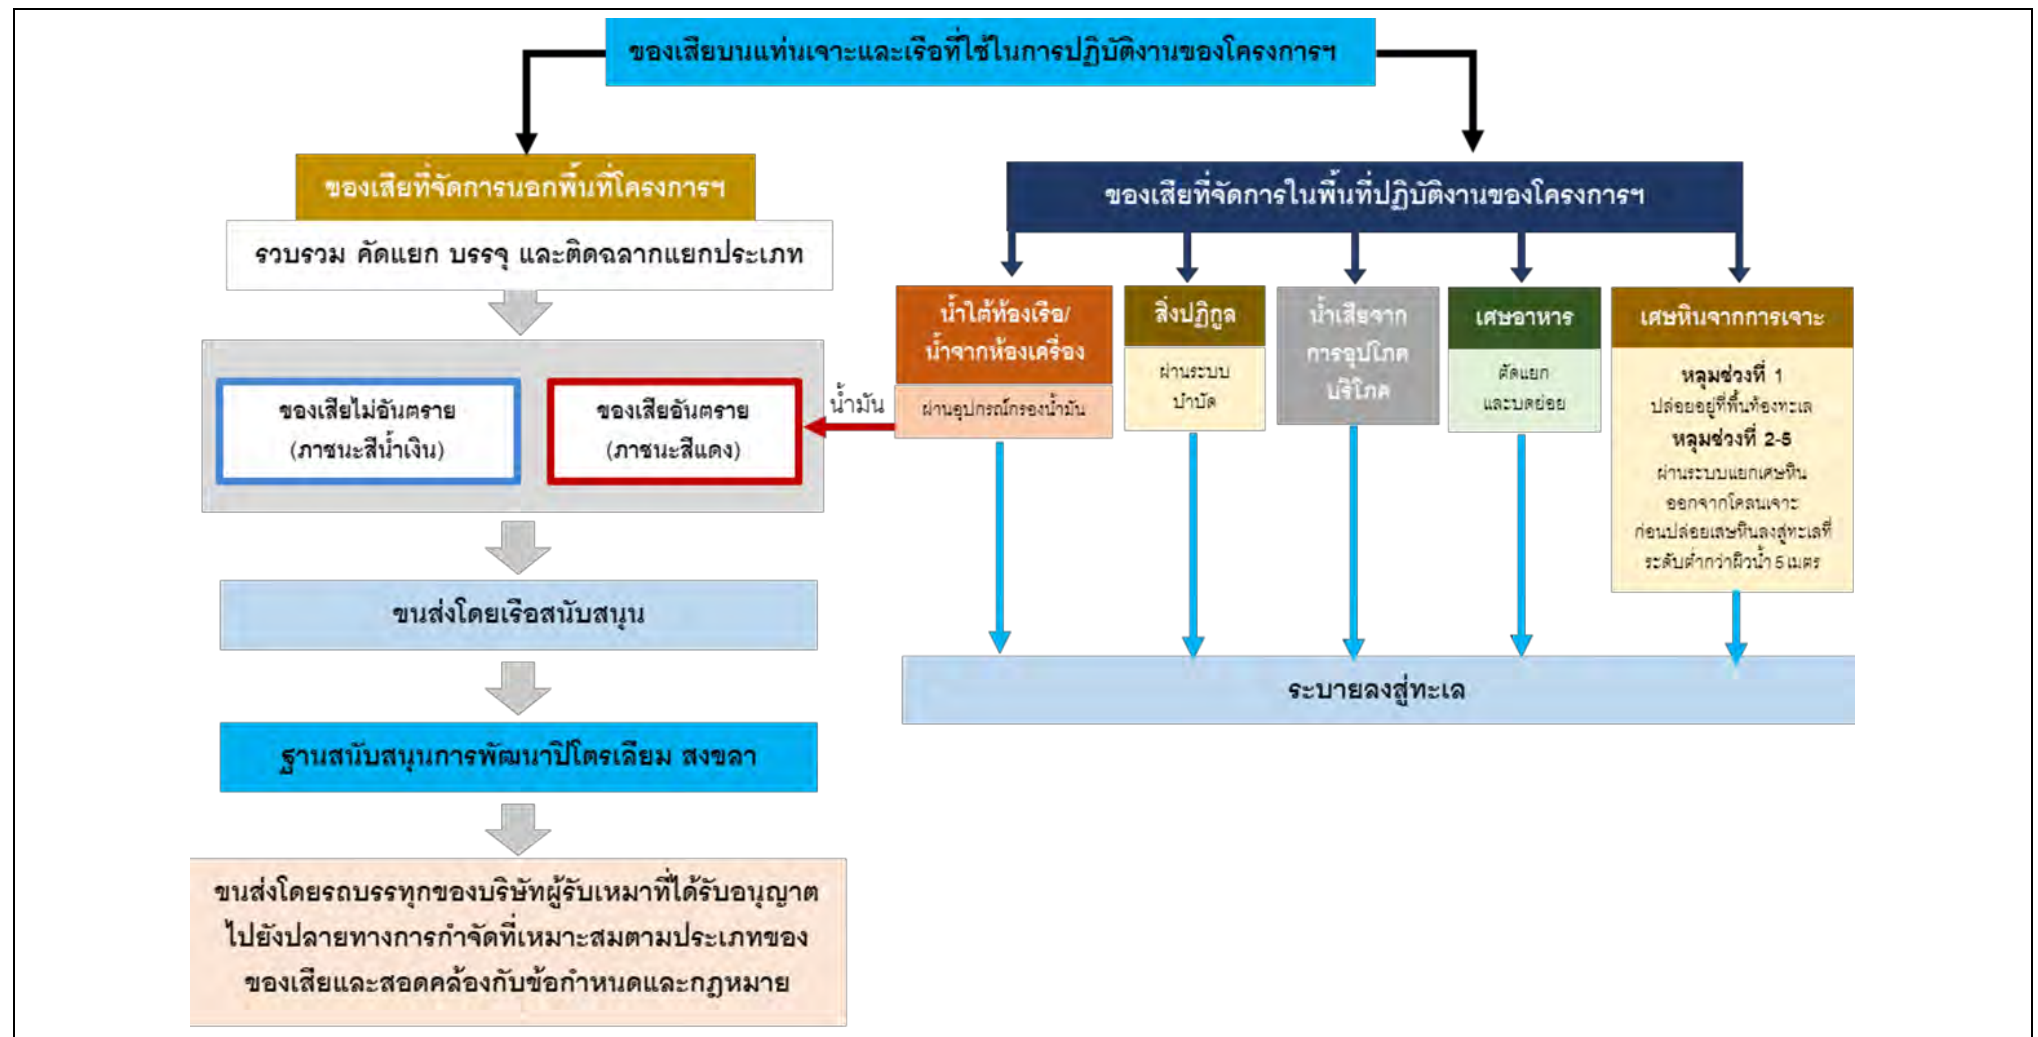 ของเสียบนแท่นเจาะและเรือที่ใช้ในการปฏิบัติงานของโครงการฯ
ของเสียที่จัดการนอกพื้นที่โครงการฯ
รวบรวม คัดแยก บรรจุ และติดฉลากแยกประเภท
ของเสียไม่อันตราย
(ภาชนะสีน้ำเงิน)
ของเสียอันตราย
(ภาชนะสีแดง)
น้ำมัน
ขนส่งโดยเรือสนับสนุน
ฐานสนับสนุนการพัฒนาปิโตรเลียม สงขลา
ขนส่งโดยรถบรรทุกของบริษัทผู้รับเหมาที่ได้รับอนุญาต
ไปยังปลายทางการกำจัดที่เหมาะสมตามประเภทของ
ของเสียและสอดคล้องกับข้อกำหนดและกฎหมาย
ของเสียที่จัดการในพื้นที่ปฏิบัติงานของโครงการฯ
น้ำใต้ท้องเรือ/
น้ำจากห้องเครื่อง
ผ่านอุปกรณ์กรองน้ำมัน
สิ่งปฏิกูล
ผ่านระบบ
บำบัด
น้ำเสียจาก
การอุปโภค
บริโภค
เศษอาหาร
คัดแยก
และบดย่อย
เศษหินจากการเจาะ
หลุมช่วงที่ 1
ปล่อยอยู่ที่พื้นท้องทะเล
หลุมช่วงที่ 2-5
ผ่านระบบแยกเศษหิน
ออกจากโคลนเจาะ
ก่อนปล่อยเศษหินลงสู่ทะเลที่
ระดับต่ำกว่าผิวน้ำ 5 เมตร
ระบายลงสู่ทะเล